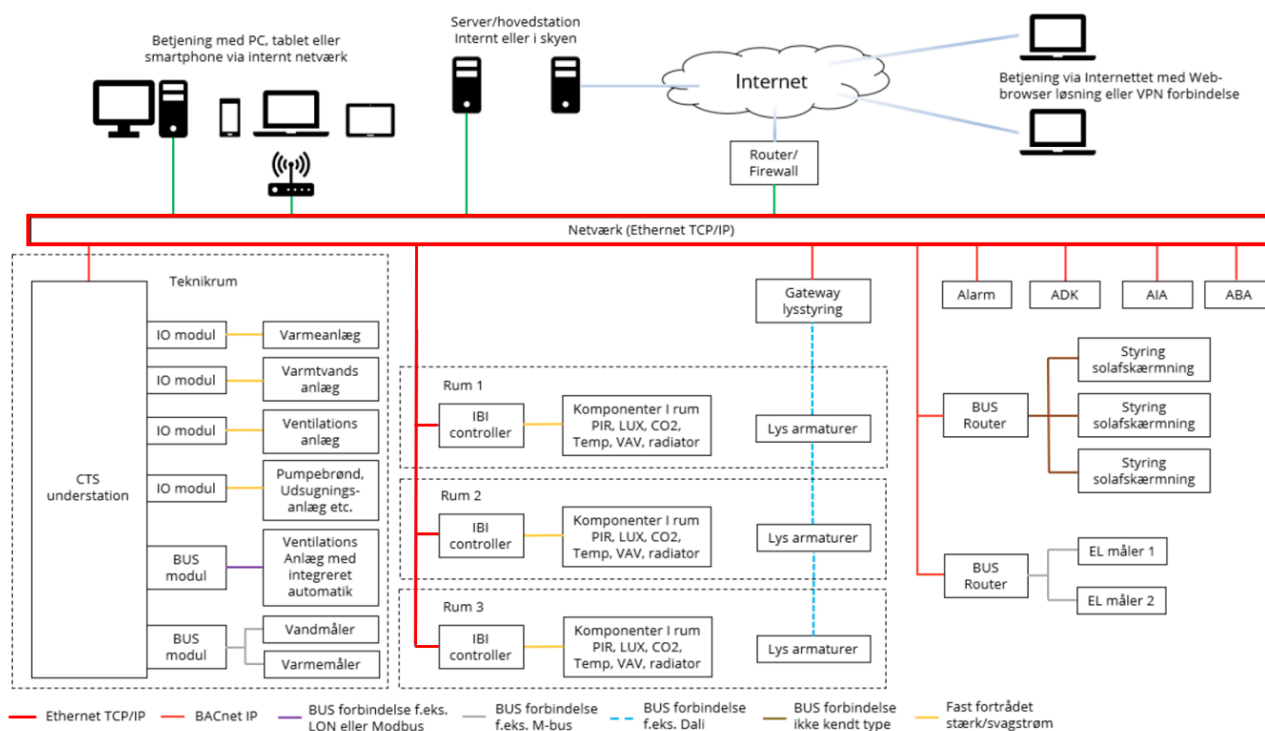 Betjening med PC, tablet eller
smartphone via internt netværk
Server/hovedstation
Internt eller i skyen
Internet
Betjening via Internettet med Web-
browser løsning eller VPN forbindelse
Router/
Firewall
Netværk (Ethernet TCP/IP)
Teknikrum
CTS
understation
IO modul
Varmeanlæg
IO modul
Varmtvands
anlæg
IO modul
Ventilations
anlæg
IO modul
Pumpebrønd,
Udsugnings-
anlæg etc.
BUS
modul
Ventilations
Anlæg med
integreret
automatik
BUS
modul
Vandmåler
Varmemåler
Gateway
lysstyring
Rum 1
IBI
controller
Komponenter I rum
PIR, LUX, CO2,
Temp, VAV, radiator
Lys armaturer
Rum 2
IBI
controller
Komponenter I rum
PIR, LUX, CO2,
Temp, VAV, radiator
Lys armaturer
Rum 3
IBI
controller
Komponenter I rum
PIR, LUX, CO2,
Temp, VAV, radiator
Lys armaturer
Alarm
ADK
AIA
ABA
BUS
Router
Styring
solafskærmning
Styring
solafskærmning
Styring
solafskærmning
BUS
Router
EL måler 1
EL måler 2
Ethernet TCP/IP
BACnet IP
BUS forbindelse f.eks.
LON eller Modbus
BUS forbindelse
f.eks. M-bus
BUS forbindelse
f.eks. Dali
BUS forbindelse
ikke kendt type
Fast fortrådet
stærk/svagstrøm